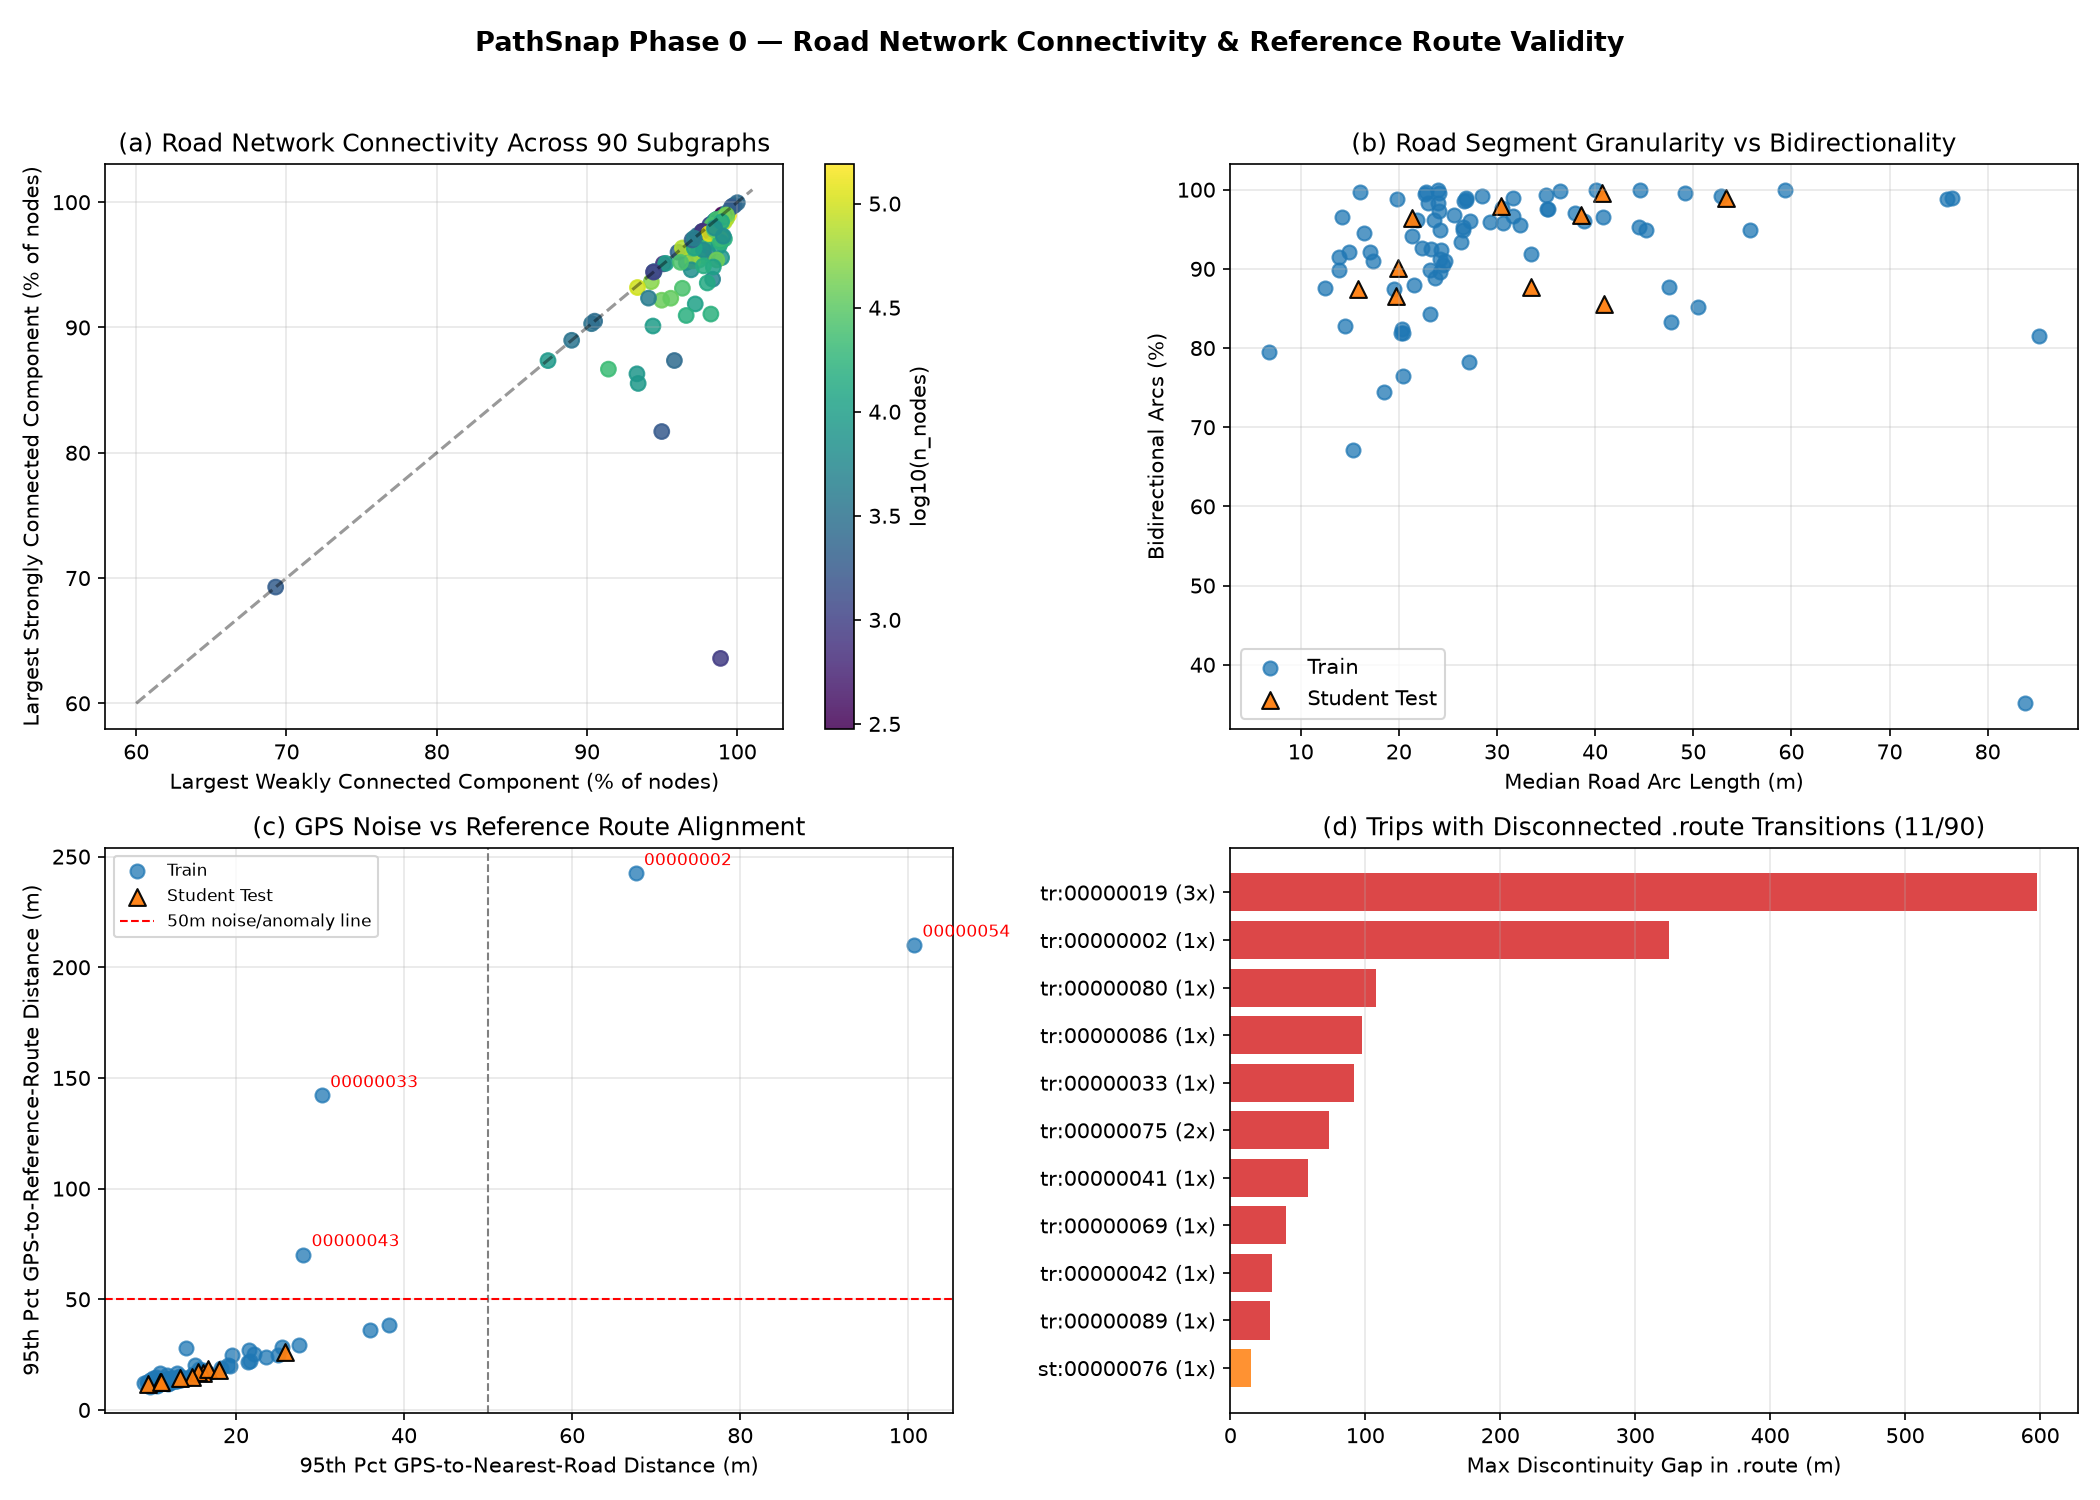 PathSnap Phase 0 — Road Network Connectivity & Reference Route Validity
(a) Road Network Connectivity Across 90 Subgraphs
Largest Strongly Connected Component (% of nodes)
100
90
80
70
60
60
70
80
90
100
Largest Weakly Connected Component (% of nodes)
5.0
4.5
4.0
3.5
3.0
2.5
log10(n_nodes)
(b) Road Segment Granularity vs Bidirectionality
Bidirectional Arcs (%)
100
90
80
70
60
50
40
Train
Student Test
10
20
30
40
50
60
70
80
Median Road Arc Length (m)
(c) GPS Noise vs Reference Route Alignment
95th Pct GPS-to-Reference-Route Distance (m)
250
200
150
100
50
0
Train
Student Test
50m noise/anomaly line
00000002
00000054
00000033
00000043
20
40
60
80
100
95th Pct GPS-to-Nearest-Road Distance (m)
(d) Trips with Disconnected .route Transitions (11/90)
tr:00000019 (3x)
tr:00000002 (1x)
tr:00000080 (1x)
tr:00000086 (1x)
tr:00000033 (1x)
tr:00000075 (2x)
tr:00000041 (1x)
tr:00000069 (1x)
tr:00000042 (1x)
tr:00000089 (1x)
st:00000076 (1x)
0
100
200
300
400
500
600
Max Discontinuity Gap in .route (m)